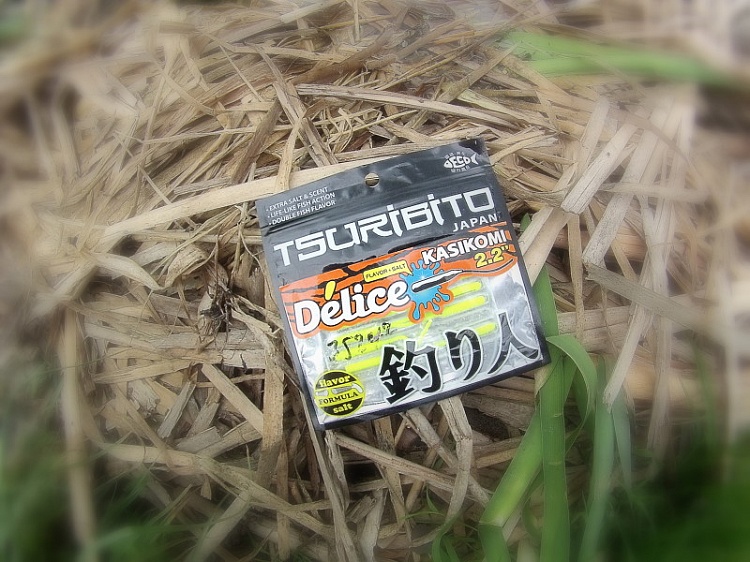 ECO
• EXTRA SALT & SCENT
• LIFE LIKE FISH ACTION
• DOUBLE FISH FLAVOR
TSURIBITO
JAPAN
FLAVOR + SALT
KASIKOMI
2.2"
Délice
釣り人
flavor
FORMULA
salt